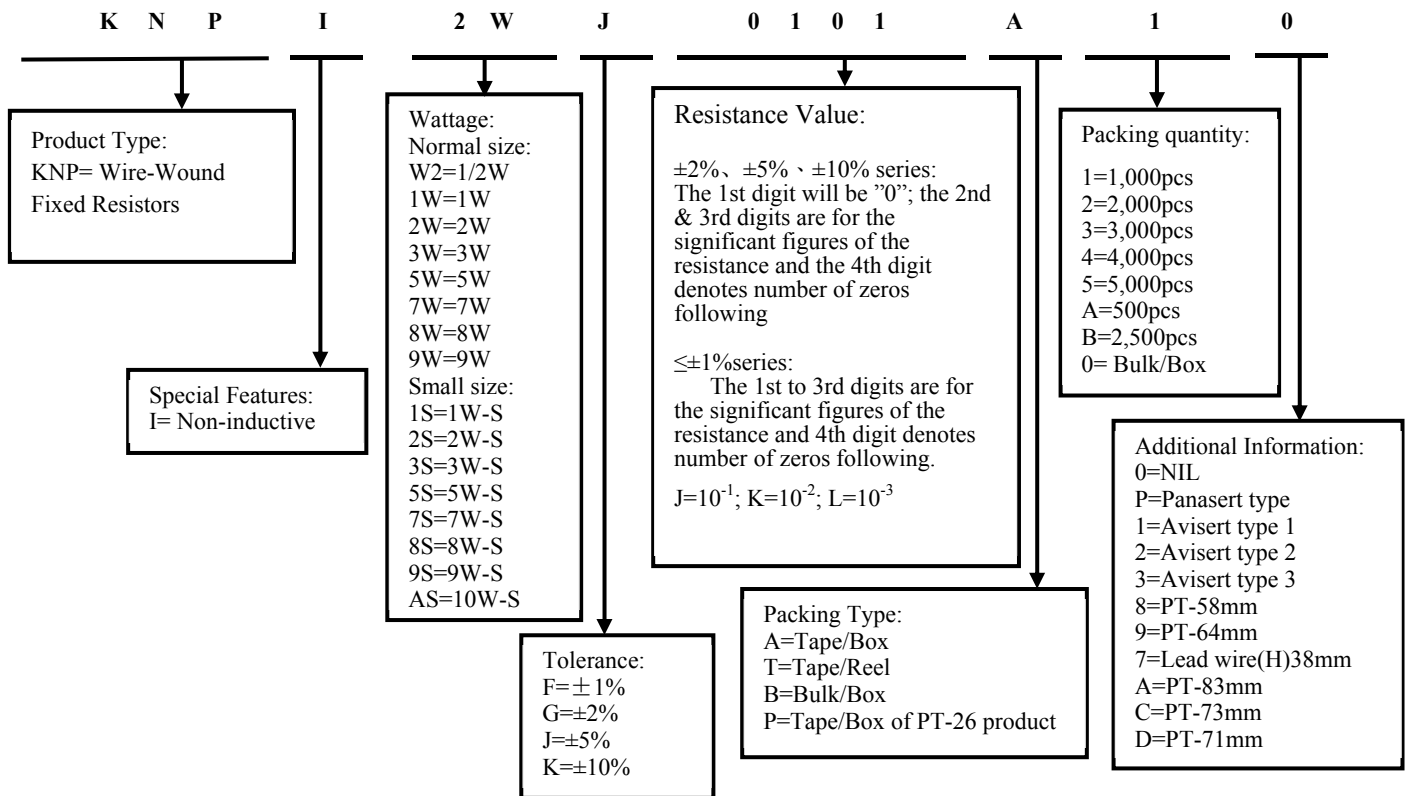 K N P I 2 W J 0 1 0 1 A 1 0
Product Type:
KNP= Wire-Wound
Fixed Resistors
Special Features:
I= Non-inductive
Wattage:
Normal size:
W2=1/2W
1W=1W
2W=2W
3W=3W
5W=5W
7W=7W
8W=8W
9W=9W
Small size:
1S=1W-S
2S=2W-S
3S=3W-S
5S=5W-S
7S=7W-S
8S=8W-S
9S=9W-S
AS=10W-S
Tolerance:
F=±1%
G=±2%
J=±5%
K=±10%
Resistance Value:
±2%、±5%、±10% series:
The 1st digit will be ”0”; the 2nd
& 3rd digits are for the
significant figures of the
resistance and the 4th digit
denotes number of zeros
following
≤±1%series:
The 1st to 3rd digits are for
the significant figures of the
resistance and 4th digit denotes
number of zeros following.
J=10⁻¹; K=10⁻²; L=10⁻³
Packing Type:
A=Tape/Box
T=Tape/Reel
B=Bulk/Box
P=Tape/Box of PT-26 product
Packing quantity:
1=1,000pcs
2=2,000pcs
3=3,000pcs
4=4,000pcs
5=5,000pcs
A=500pcs
B=2,500pcs
0= Bulk/Box
Additional Information:
0=NIL
P=Panasert type
1=Avisert type 1
2=Avisert type 2
3=Avisert type 3
8=PT-58mm
9=PT-64mm
7=Lead wire(H)38mm
A=PT-83mm
C=PT-73mm
D=PT-71mm